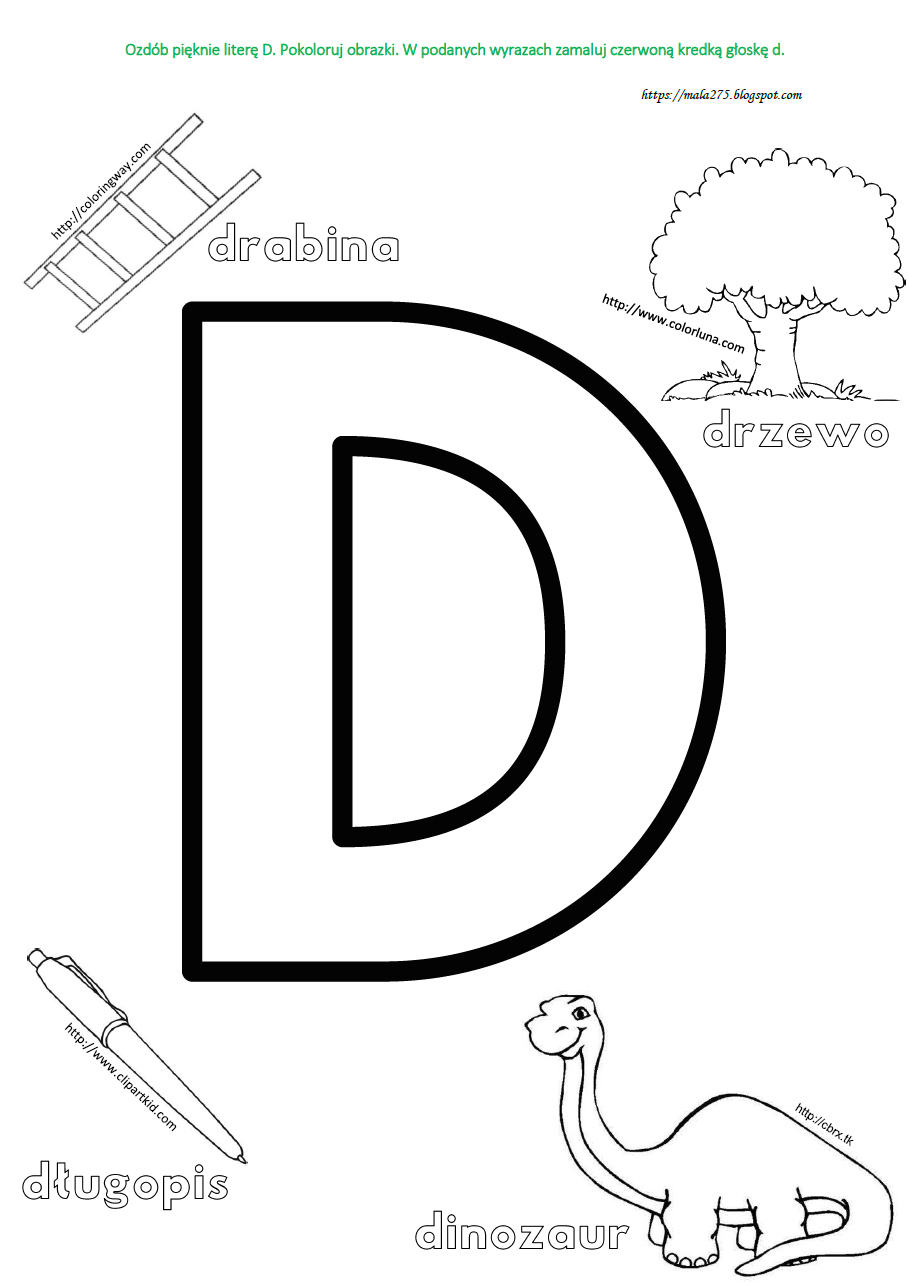 Ozdób pięknie literę D. Pokoloruj obrazki. W podanych wyrazach zamaluj czerwoną kredką głoskę d.
https://mala275.blogspot.com
http://coloringway.com
drabina
http://www.colorluna.com
drzewo
D
http://www.clipartkid.com
długopis
http://cbrx.tk
dinozaur